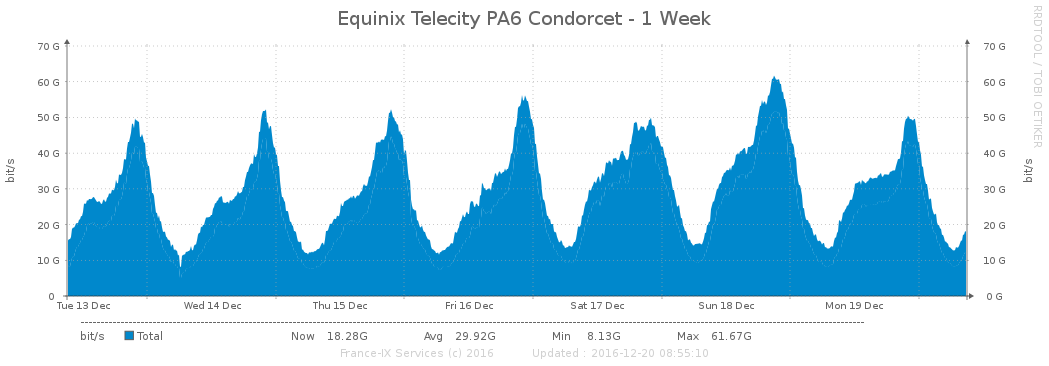 Equinix Telecity PA6 Condorcet - 1 Week
RRDTOOL / TOBI OETIKER
bit/s
bit/s
70 G 70 G
60 G 60 G
50 G 50 G
40 G 40 G
30 G 30 G
20 G 20 G
10 G 10 G
0 0 G
Tue 13 Dec Wed 14 Dec Thu 15 Dec Fri 16 Dec Sat 17 Dec Sun 18 Dec Mon 19 Dec
bit/s Total Now 18.28G Avg 29.92G Min 8.13G Max 61.67G
France-IX Services (c) 2016 Updated : 2016-12-20 08:55:10